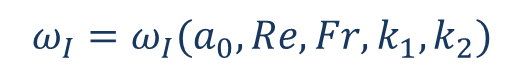 ω_I = ω_I(a_0, Re, Fr, k_1, k_2)